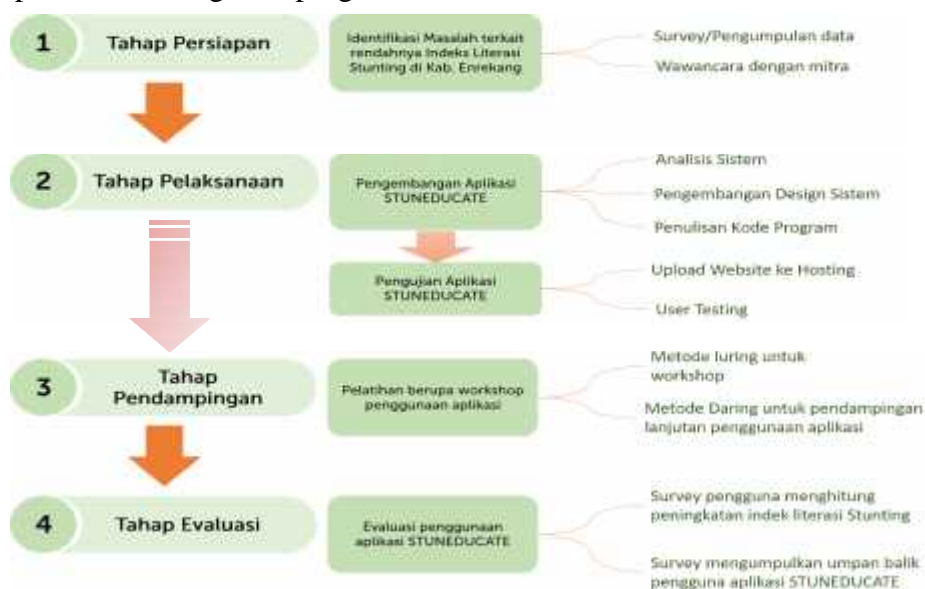 1
Tahap Persiapan
Identifikasi Masalah terkait
rendahnya Indeks Literasi
Stunting di Kab. Enrekang
Survey/Pengumpulan data
Wawancara dengan mitra
2
Tahap Pelaksanaan
Pengembangan Aplikasi
STUNEDUCATE
Analisis Sistem
Pengembangan Design Sistem
Penulisan Kode Program
Pengujian Aplikasi
STUNEDUCATE
Upload Website ke Hosting
User Testing
3
Tahap
Pendampingan
Pelatihan berupa workshop
penggunaan aplikasi
Metode luring untuk
workshop
Metode Daring untuk pendampingan
lanjutan penggunaan aplikasi
4
Tahap Evaluasi
Evaluasi penggunaan
aplikasi STUNEDUCATE
Survey pengguna menghitung
peningkatan indek literasi Stunting
Survey mengumpulkan umpan balik
pengguna aplikasi STUNEDUCATE